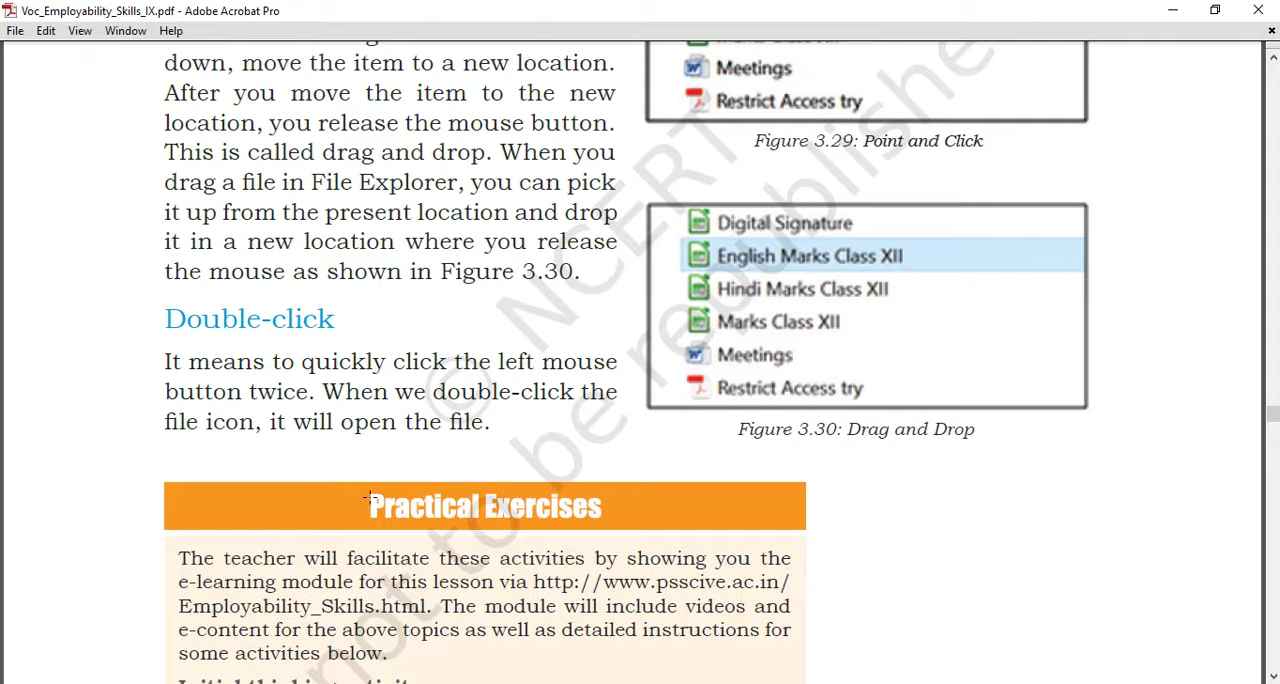 Voc_Employability_Skills_IX.pdf - Adobe Acrobat Pro
File Edit View Window Help
down, move the item to a new location.
After you move the item to the new
location, you release the mouse button.
This is called drag and drop. When you
drag a file in File Explorer, you can pick
it up from the present location and drop
it in a new location where you release
the mouse as shown in Figure 3.30.
Double-click
It means to quickly click the left mouse
button twice. When we double-click the
file icon, it will open the file.
Meetings
Restrict Access try
Figure 3.29: Point and Click
Digital Signature
English Marks Class XII
Hindi Marks Class XII
Marks Class XII
Meetings
Restrict Access try
Figure 3.30: Drag and Drop
Practical Exercises
The teacher will facilitate these activities by showing you the
e-learning module for this lesson via http://www.psscive.ac.in/
Employability_Skills.html. The module will include videos and
e-content for the above topics as well as detailed instructions for
some activities below.
© NCERT
not to be republishe